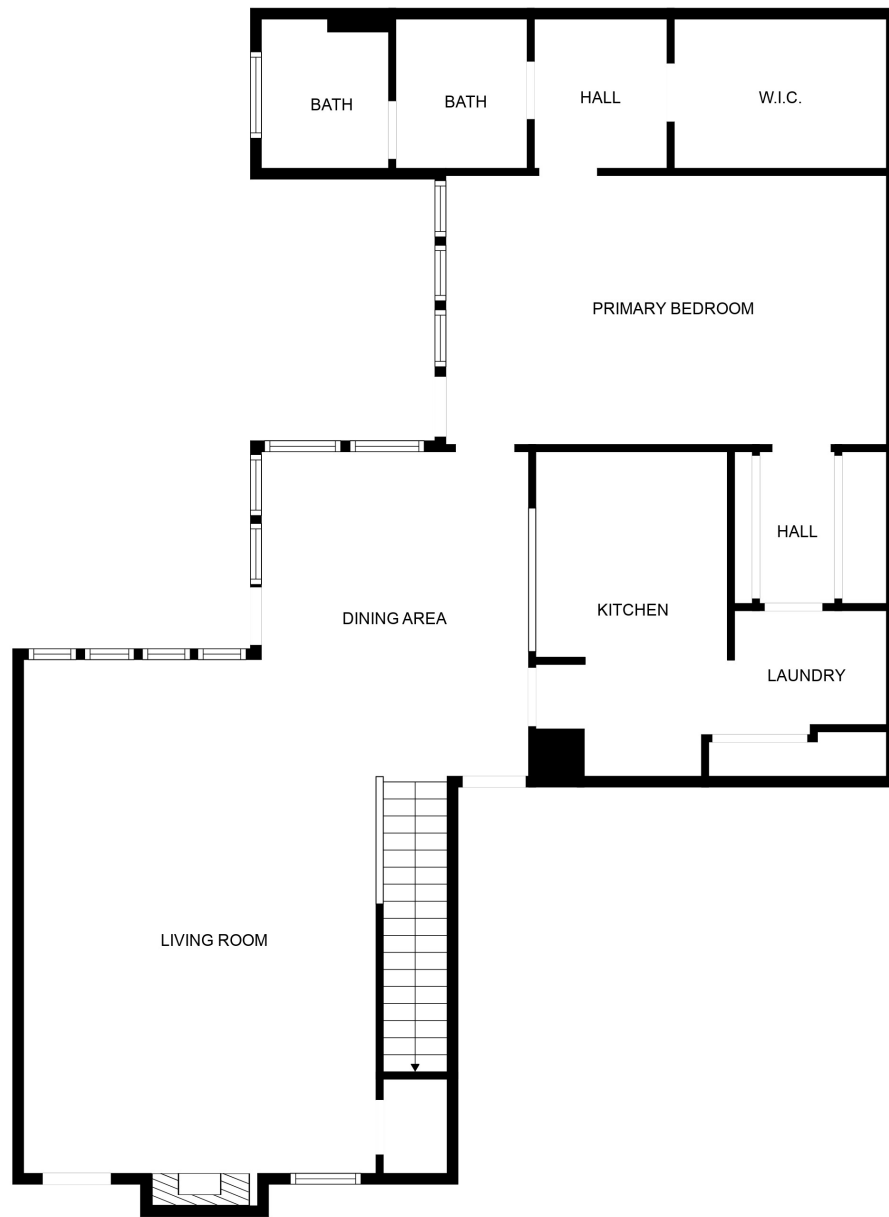 BATH
BATH
HALL
W.I.C.
PRIMARY BEDROOM
HALL
DINING AREA
KITCHEN
LAUNDRY
LIVING ROOM